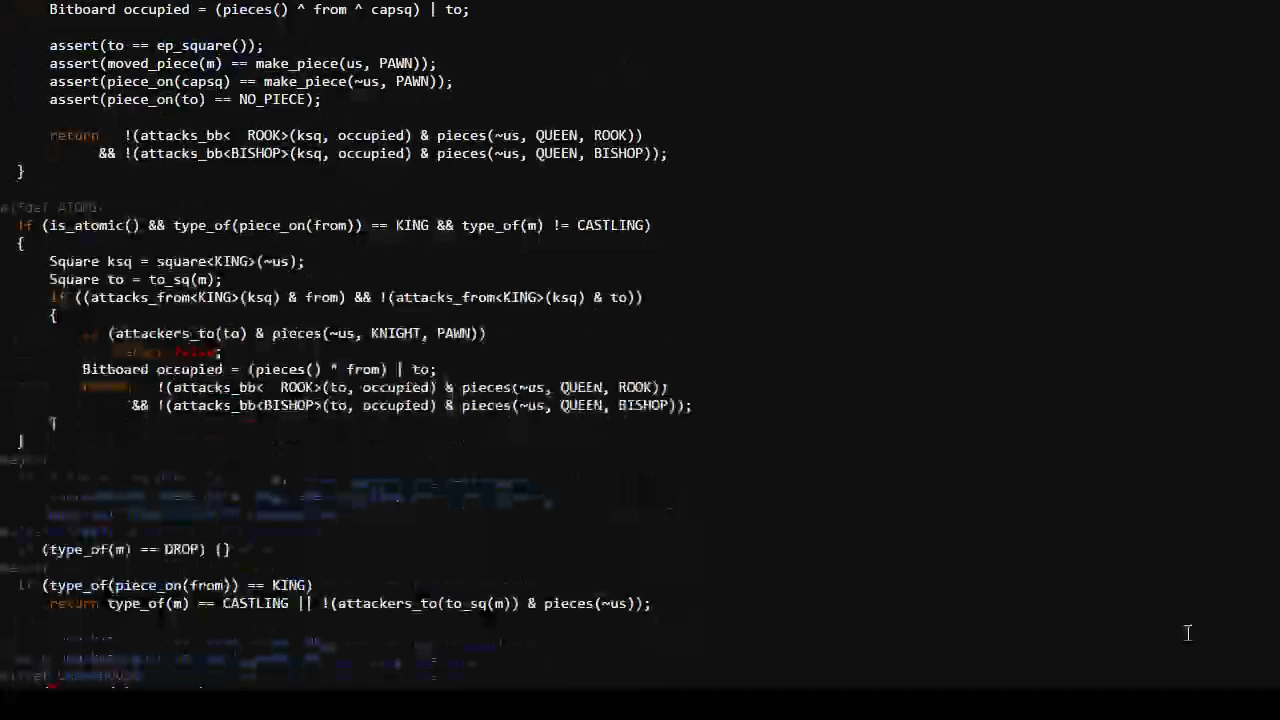 Bitboard occupied = (pieces() ^ from ^ capsq) | to;
assert(to == ep_square());
assert(moved_piece(m) == make_piece(us, PAWN));
assert(piece_on(capsq) == make_piece(~us, PAWN));
assert(piece_on(to) == NO_PIECE);
return !(attacks_bb< ROOK>(ksq, occupied) & pieces(~us, QUEEN, ROOK))
&& !(attacks_bb<BISHOP>(ksq, occupied) & pieces(~us, QUEEN, BISHOP));
}
if (is_atomic() && type_of(piece_on(from)) == KING && type_of(m) != CASTLING)
{
Square ksq = square<KING>(~us);
Square to = to_sq(m);
if ((attacks_from<KING>(ksq) & from) && !(attacks_from<KING>(ksq) & to))
{
(attackers_to(to) & pieces(~us, KNIGHT, PAWN))
false;
Bitboard occupied = (pieces() ^ from) | to;
!(attacks_bb< ROOK>(to, occupied) & pieces(~us, QUEEN, ROOK))
&& !(attacks_bb<BISHOP>(to, occupied) & pieces(~us, QUEEN, BISHOP));
}
}
(type_of(m) == DROP) {}
if (type_of(piece_on(from)) == KING)
return type_of(m) == CASTLING || !(attackers_to(to_sq(m)) & pieces(~us));